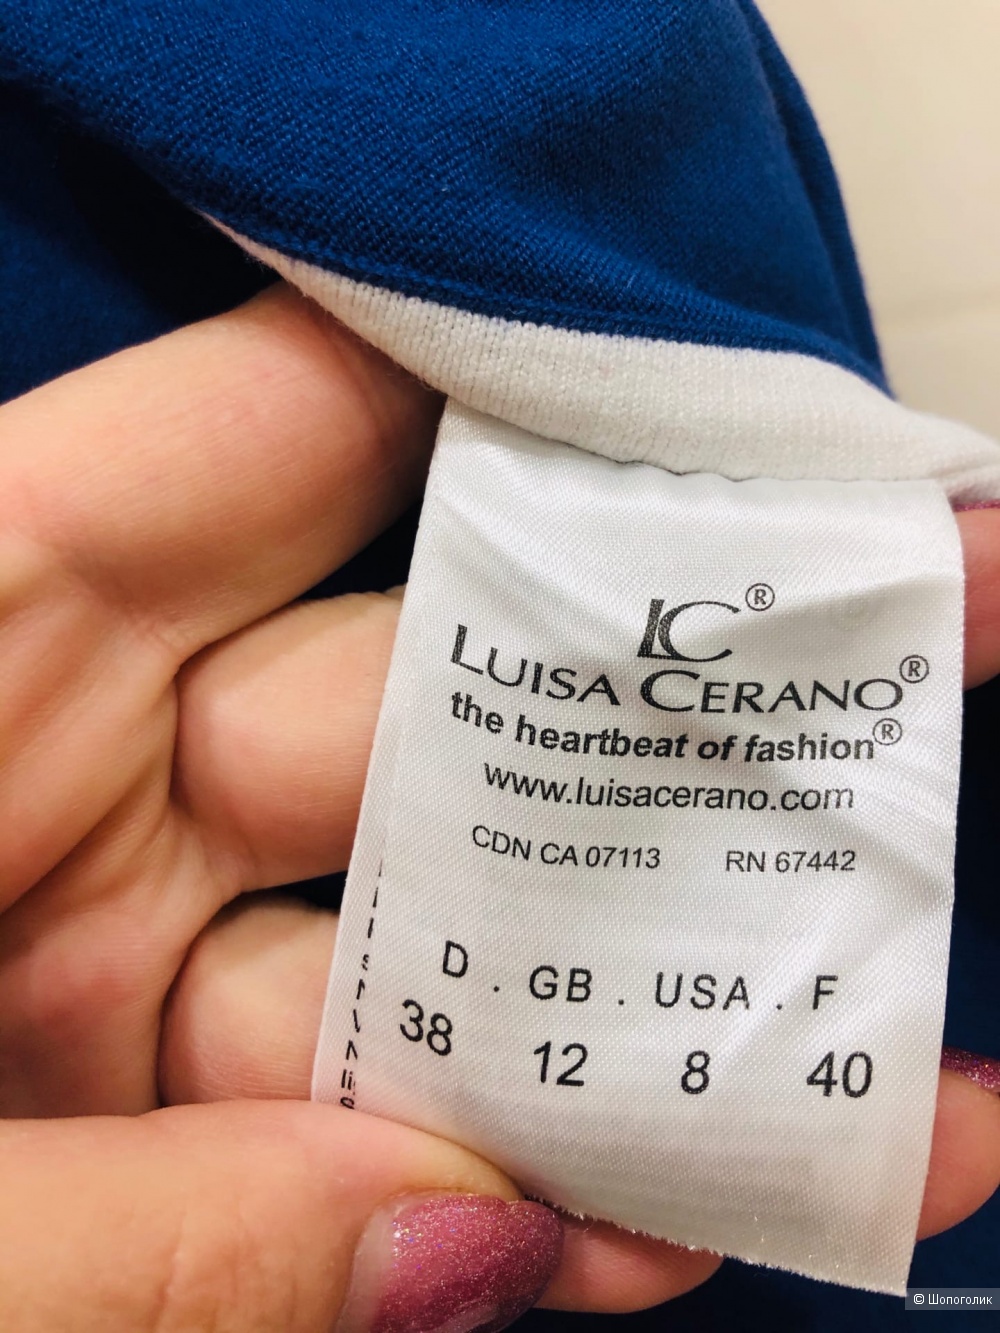 LC®
LUISA CERANO®
the heartbeat of fashion®
www.luisacerano.com
CDN CA 07113 RN 67442
D . GB . USA . F
38 12 8 40
© Шопоголик